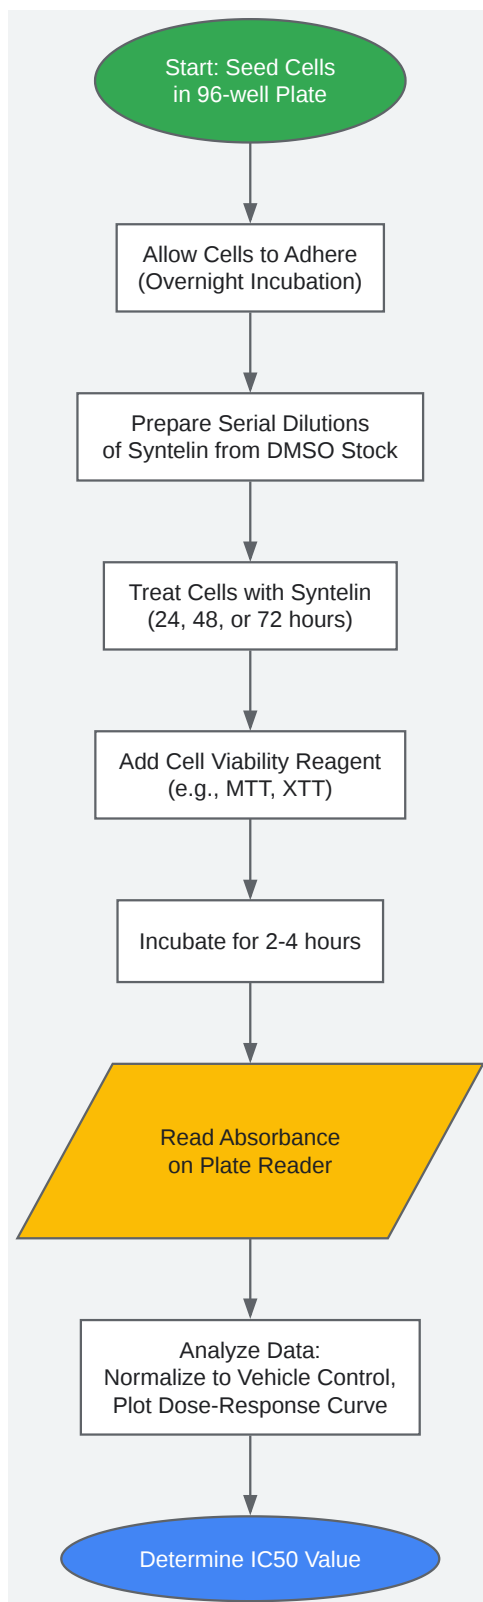 Start: Seed Cells
in 96-well Plate
Allow Cells to Adhere
(Overnight Incubation)
Prepare Serial Dilutions
of Syntelin from DMSO Stock
Treat Cells with Syntelin
(24, 48, or 72 hours)
Add Cell Viability Reagent
(e.g., MTT, XTT)
Incubate for 2-4 hours
Read Absorbance
on Plate Reader
Analyze Data:
Normalize to Vehicle Control,
Plot Dose-Response Curve
Determine IC50 Value